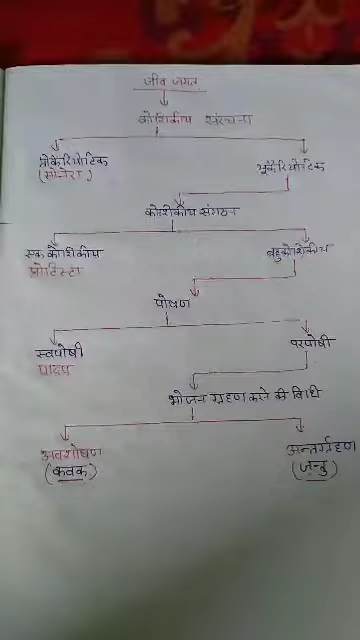 जीव जगत
कोशिकीय संरचना
प्रोकैरियोटिक
(मोनेरा)
यूकैरियोटिक
कोशिकीय संगठन
एक कोशिकीय
प्रोटिस्टा
बहुकोशिकीय
पोषण
स्वपोषी
पादप
परपोषी
भोजन ग्रहण करने की विधि
अवशोषण
(कवक)
अन्तर्ग्रहण
(जन्तु)